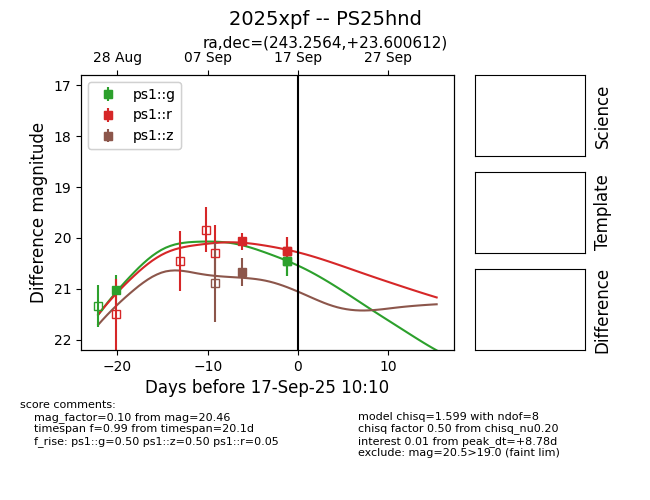 2025xpf -- PS25hnd
ra,dec=(243.2564,+23.600612)
28 Aug 07 Sep 17 Sep 27 Sep
17
18
19
20
21
22
Difference magnitude
ps1::g
ps1::r
ps1::z
−20 −10 0 10
Days before 17-Sep-25 10:10
Science
Template
Difference
score comments:
mag_factor=0.10 from mag=20.46
timespan f=0.99 from timespan=20.1d
f_rise: ps1::g=0.50 ps1::z=0.50 ps1::r=0.05
model chisq=1.599 with ndof=8
chisq factor 0.50 from chisq_nu0.20
interest 0.01 from peak_dt=+8.78d
exclude: mag=20.5>19.0 (faint lim)